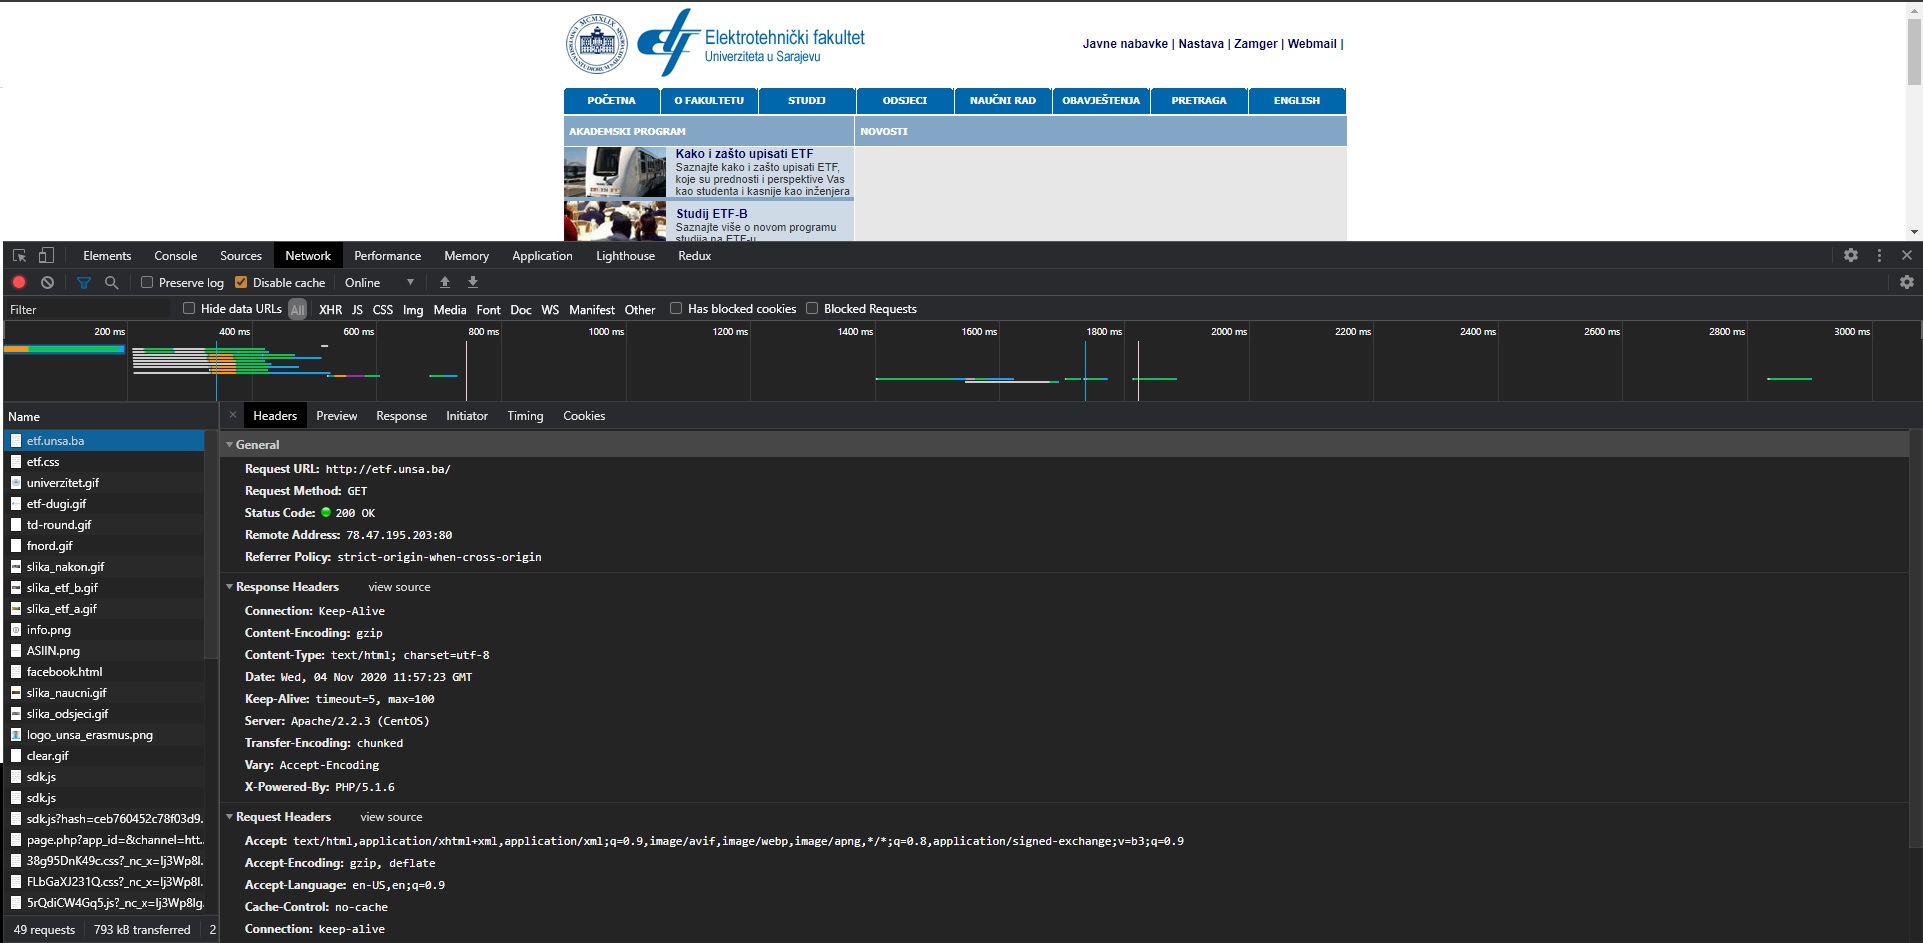 Elektrotehnički fakultet
Univerziteta u Sarajevu
Javne nabavke | Nastava | Zamger | Webmail |
POČETNA
O FAKULTETU
STUDIJ
ODSJECI
NAUČNI RAD
OBAVJEŠTENJA
PRETRAGA
ENGLISH
AKADEMSKI PROGRAM
NOVOSTI
Kako i zašto upisati ETF
Saznajte kako i zašto upisati ETF,
koje su prednosti i perspektive Vas
kao studenta i kasnije kao inženjera
Studij ETF-B
Saznajte više o novom programu
studija na ETF-u
Elements Console Sources Network Performance Memory Application Lighthouse Redux
Preserve log Disable cache Online
Filter Hide data URLs All XHR JS CSS Img Media Font Doc WS Manifest Other Has blocked cookies Blocked Requests
200 ms 400 ms 600 ms 800 ms 1000 ms 1200 ms 1400 ms 1600 ms 1800 ms 2000 ms 2200 ms 2400 ms 2600 ms 2800 ms 3000 ms
Name
etf.unsa.ba
etf.css
univerzitet.gif
etf-dugi.gif
td-round.gif
fnord.gif
slika_nakon.gif
slika_etf_b.gif
slika_etf_a.gif
info.png
ASIIN.png
facebook.html
slika_naucni.gif
slika_odsjeci.gif
logo_unsa_erasmus.png
clear.gif
sdk.js
sdk.js
sdk.js?hash=ceb760452c78f03d9.
page.php?app_id=&channel=htt.
38g95DnK49c.css?_nc_x=Ij3Wp8l.
FLbGaXJ231Q.css?_nc_x=Ij3Wp8l.
5rQdiCW4Gq5.js?_nc_x=Ij3Wp8lg.
49 requests 793 kB transferred 2
Headers Preview Response Initiator Timing Cookies
General
Request URL: http://etf.unsa.ba/
Request Method: GET
Status Code: 200 OK
Remote Address: 78.47.195.203:80
Referrer Policy: strict-origin-when-cross-origin
Response Headers view source
Connection: Keep-Alive
Content-Encoding: gzip
Content-Type: text/html; charset=utf-8
Date: Wed, 04 Nov 2020 11:57:23 GMT
Keep-Alive: timeout=5, max=100
Server: Apache/2.2.3 (CentOS)
Transfer-Encoding: chunked
Vary: Accept-Encoding
X-Powered-By: PHP/5.1.6
Request Headers view source
Accept: text/html,application/xhtml+xml,application/xml;q=0.9,image/avif,image/webp,image/apng,*/*;q=0.8,application/signed-exchange;v=b3;q=0.9
Accept-Encoding: gzip, deflate
Accept-Language: en-US,en;q=0.9
Cache-Control: no-cache
Connection: keep-alive